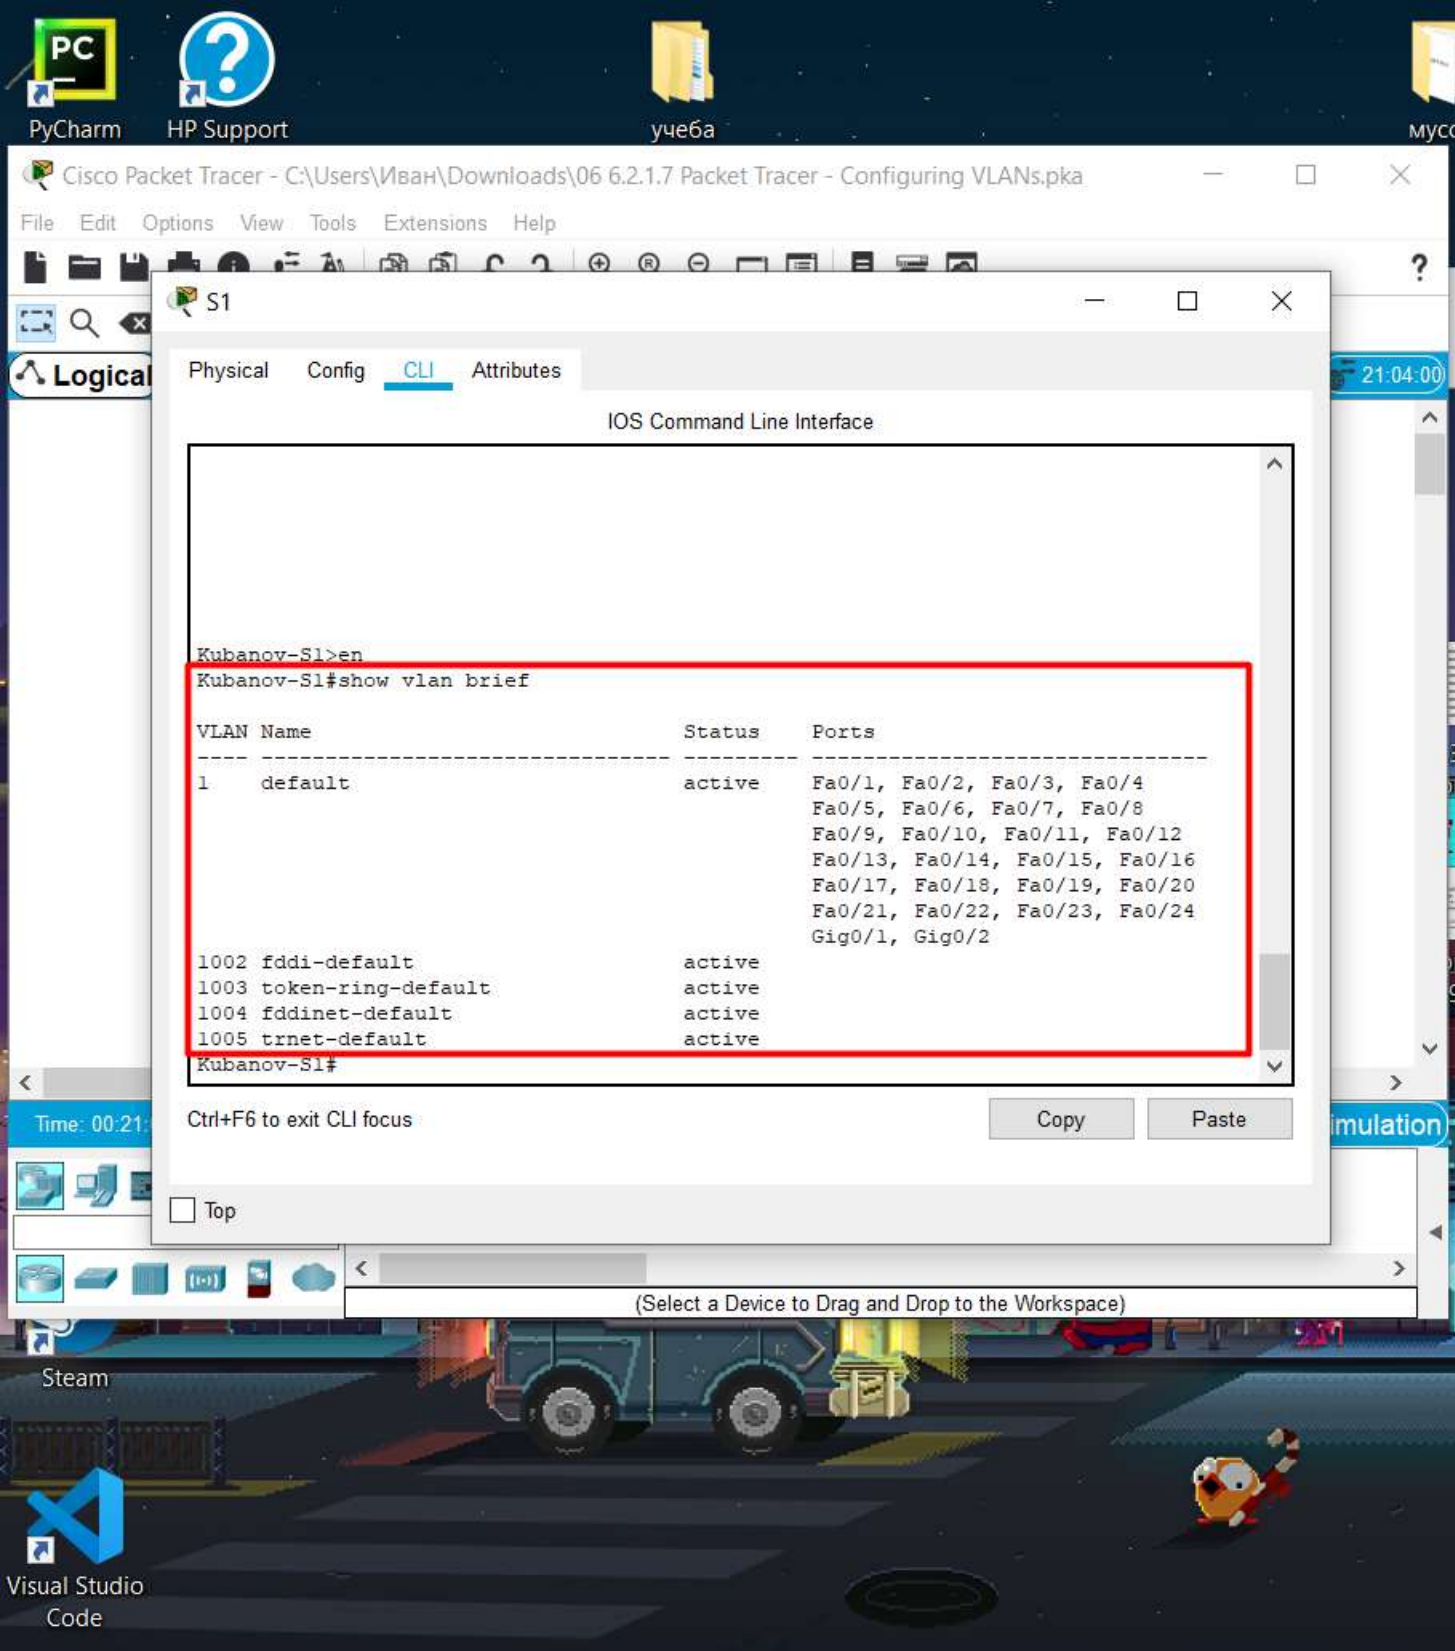 PC
PyCharm
HP Support
учеба
Cisco Packet Tracer - C:\Users\Иван\Downloads\06 6.2.1.7 Packet Tracer - Configuring VLANs.pka
File Edit Options View Tools Extensions Help
S1
Logical
21:04:00
Physical Config CLI Attributes
IOS Command Line Interface
Kubanov-S1>en
Kubanov-S1#show vlan brief
VLAN Name Status Ports
---- -------------------------------- --------- -------------------------------
1 default active Fa0/1, Fa0/2, Fa0/3, Fa0/4
Fa0/5, Fa0/6, Fa0/7, Fa0/8
Fa0/9, Fa0/10, Fa0/11, Fa0/12
Fa0/13, Fa0/14, Fa0/15, Fa0/16
Fa0/17, Fa0/18, Fa0/19, Fa0/20
Fa0/21, Fa0/22, Fa0/23, Fa0/24
Gig0/1, Gig0/2
1002 fddi-default active
1003 token-ring-default active
1004 fddinet-default active
1005 trnet-default active
Kubanov-S1#
Ctrl+F6 to exit CLI focus
Copy Paste
Time: 00:21:
imulation
Top
(Select a Device to Drag and Drop to the Workspace)
Steam
Visual Studio
Code